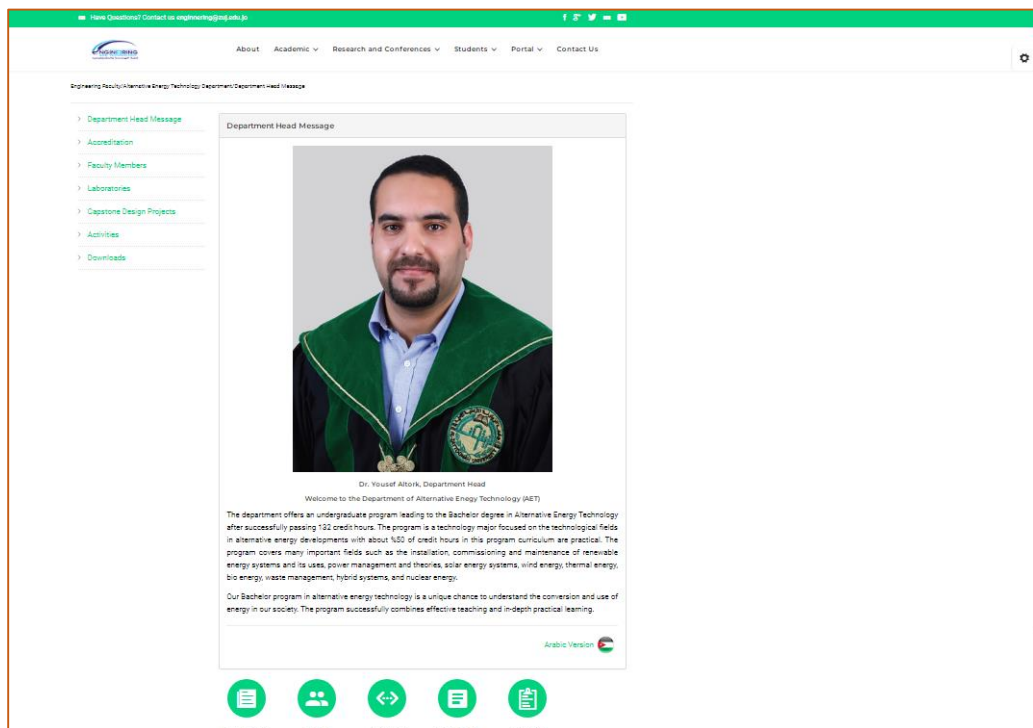 Have Questions? Contact us enginnering@zuj.edu.jo
ENGINEERING
About Academic Research and Conferences Students Portal Contact Us
Engineering Faculty/Alternative Energy Technology Department/Department Head Message
Department Head Message
Accreditation
Faculty Members
Laboratories
Capstone Design Projects
Activities
Downloads
Department Head Message
Dr. Yousef Altork, Department Head
Welcome to the Department of Alternative Enegy Technology (AET)
The department offers an undergraduate program leading to the Bachelor degree in Alternative Energy Technology
after successfully passing 132 credit hours. The program is a technology major focused on the technological fields
in alternative energy developments with about %50 of credit hours in this program curriculum are practical. The
program covers many important fields such as the installation, commissioning and maintenance of renewable
energy systems and its uses, power management and theories, solar energy systems, wind energy, thermal energy,
bio energy, waste management, hybrid systems, and nuclear energy.
Our Bachelor program in alternative energy technology is a unique chance to understand the conversion and use of
energy in our society. The program successfully combines effective teaching and in-depth practical learning.
Arabic Version